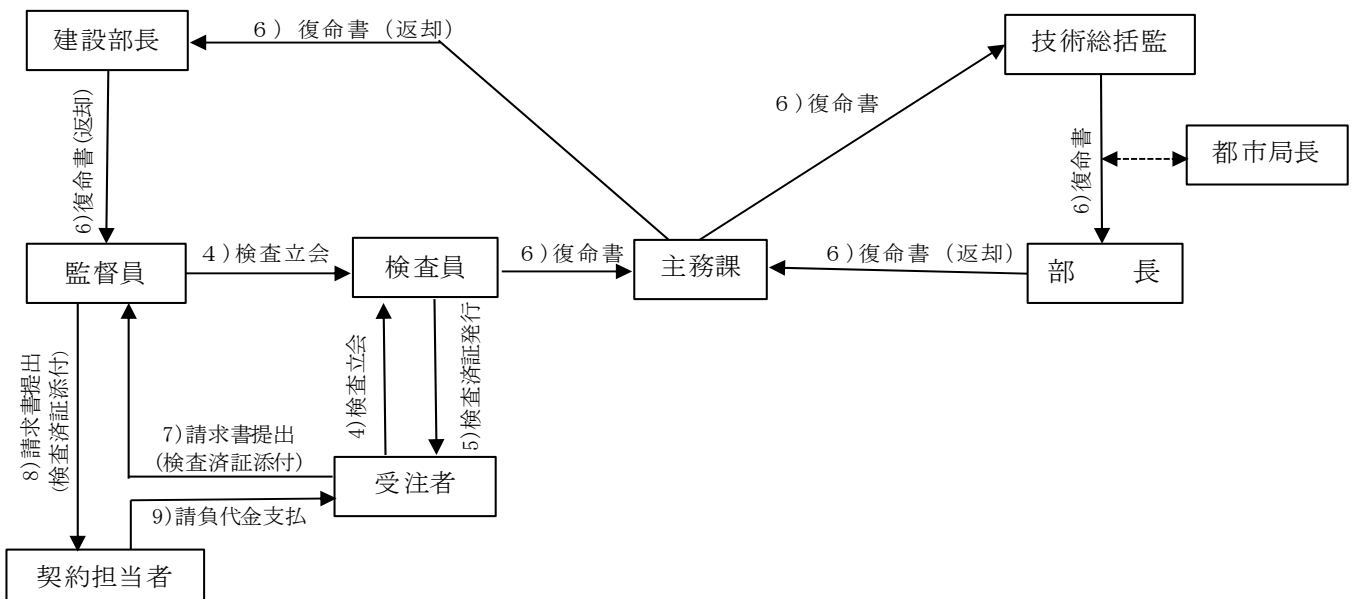 建設部長
6）復命書（返却）
技術総括監
6)復命書
6)復命書(返却)
6)復命書
都市局長
監督員
4)検査立会
検査員
6)復命書
主務課
6)復命書（返却）
部　　長
4)検査立会
5)検査済証発行
8)請求書提出
(検査済証添付)
7)請求書提出
(検査済証添付)
受注者
9)請負代金支払
契約担当者